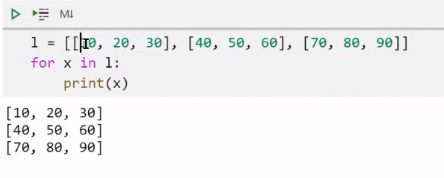 M↓
l = [[10, 20, 30], [40, 50, 60], [70, 80, 90]]
for x in l:
    print(x)
[10, 20, 30]
[40, 50, 60]
[70, 80, 90]